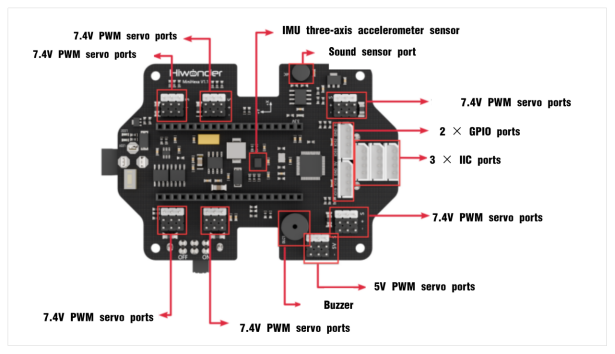 IMU three-axis accelerometer sensor
7.4V PWM servo ports
7.4V PWM servo ports
Sound sensor port
Hiwonder
7.4V PWM servo ports
2 × GPIO ports
3 × IIC ports
7.4V PWM servo ports
5V
OFF
ON
5V PWM servo ports
Buzzer
7.4V PWM servo ports
7.4V PWM servo ports